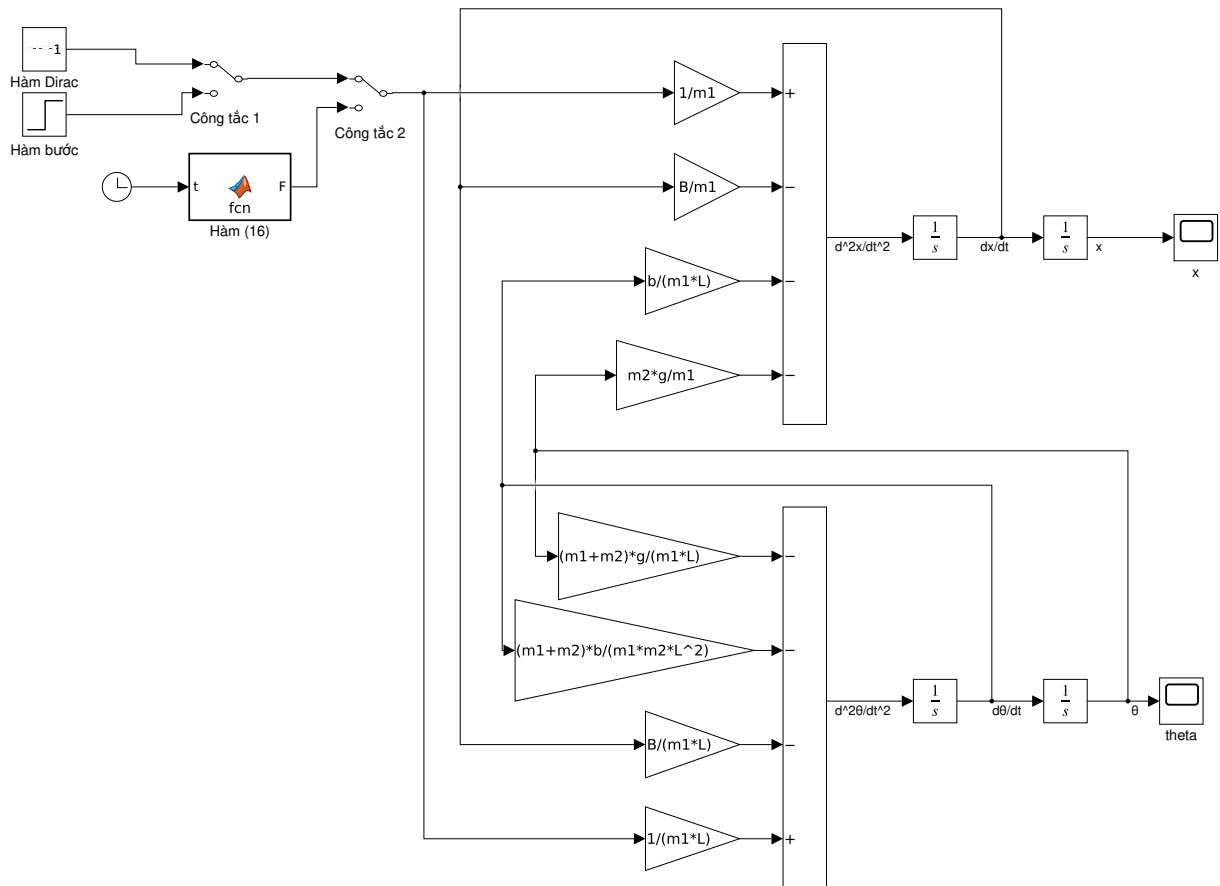 1
Hàm Dirac
Hàm bước
Công tắc 1
Công tắc 2
t
F
fcn
Hàm (16)
1/m1
+
B/m1
−
b/(m1*L)
−
m2*g/m1
−
d^2x/dt^2
1
s
dx/dt
1
s
x
x
(m1+m2)*g/(m1*L)
−
(m1+m2)*b/(m1*m2*L^2)
−
B/(m1*L)
−
1/(m1*L)
+
d^2θ/dt^2
1
s
dθ/dt
1
s
θ
theta